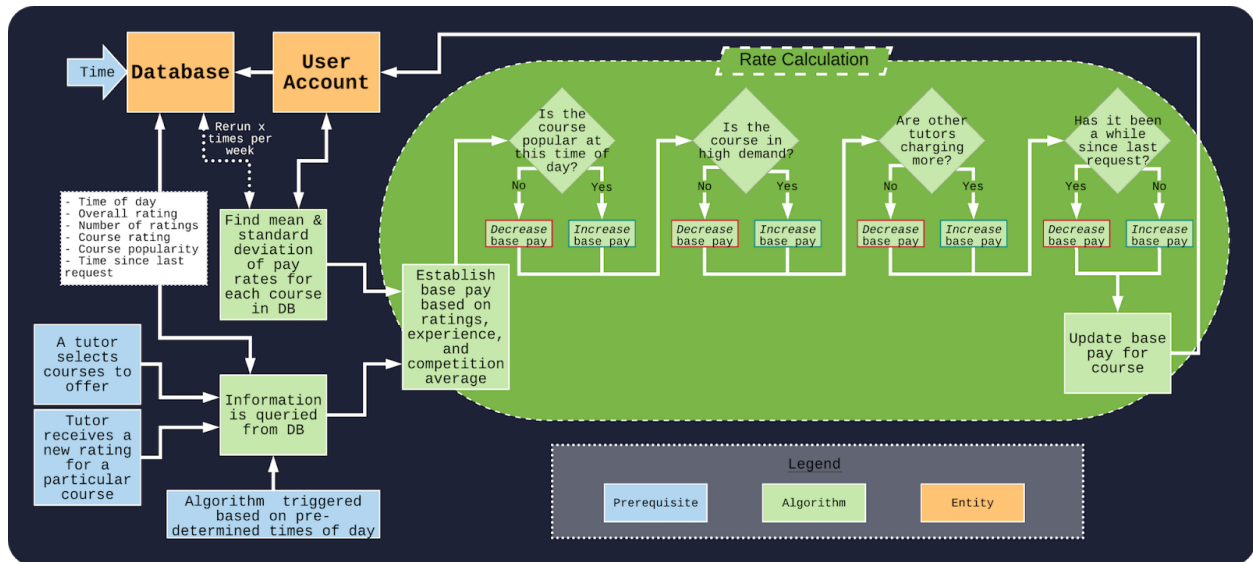 Time
Database
User
Account
Rerun x
times per
week
- Time of day
- Overall rating
- Number of ratings
- Course rating
- Course popularity
- Time since last
request
Find mean &
standard
deviation
of pay
rates for
each course
in DB
A tutor
selects
courses to
offer
Tutor
receives a
new rating
for a
particular
course
Information
is queried
from DB
Algorithm triggered
based on pre-
determined times of day
Rate Calculation
Establish
base pay
based on
ratings,
experience,
and
competition
average
Is the
course
popular at
this time of
day?
No
Yes
Decrease
base pay
Increase
base pay
Is the
course in
high demand?
No
Yes
Decrease
base pay
Increase
base pay
Are other
tutors
charging
more?
No
Yes
Decrease
base pay
Increase
base pay
Has it been
a while
since last
request?
Yes
No
Decrease
base pay
Increase
base pay
Update base
pay for
course
Legend
Prerequisite
Algorithm
Entity